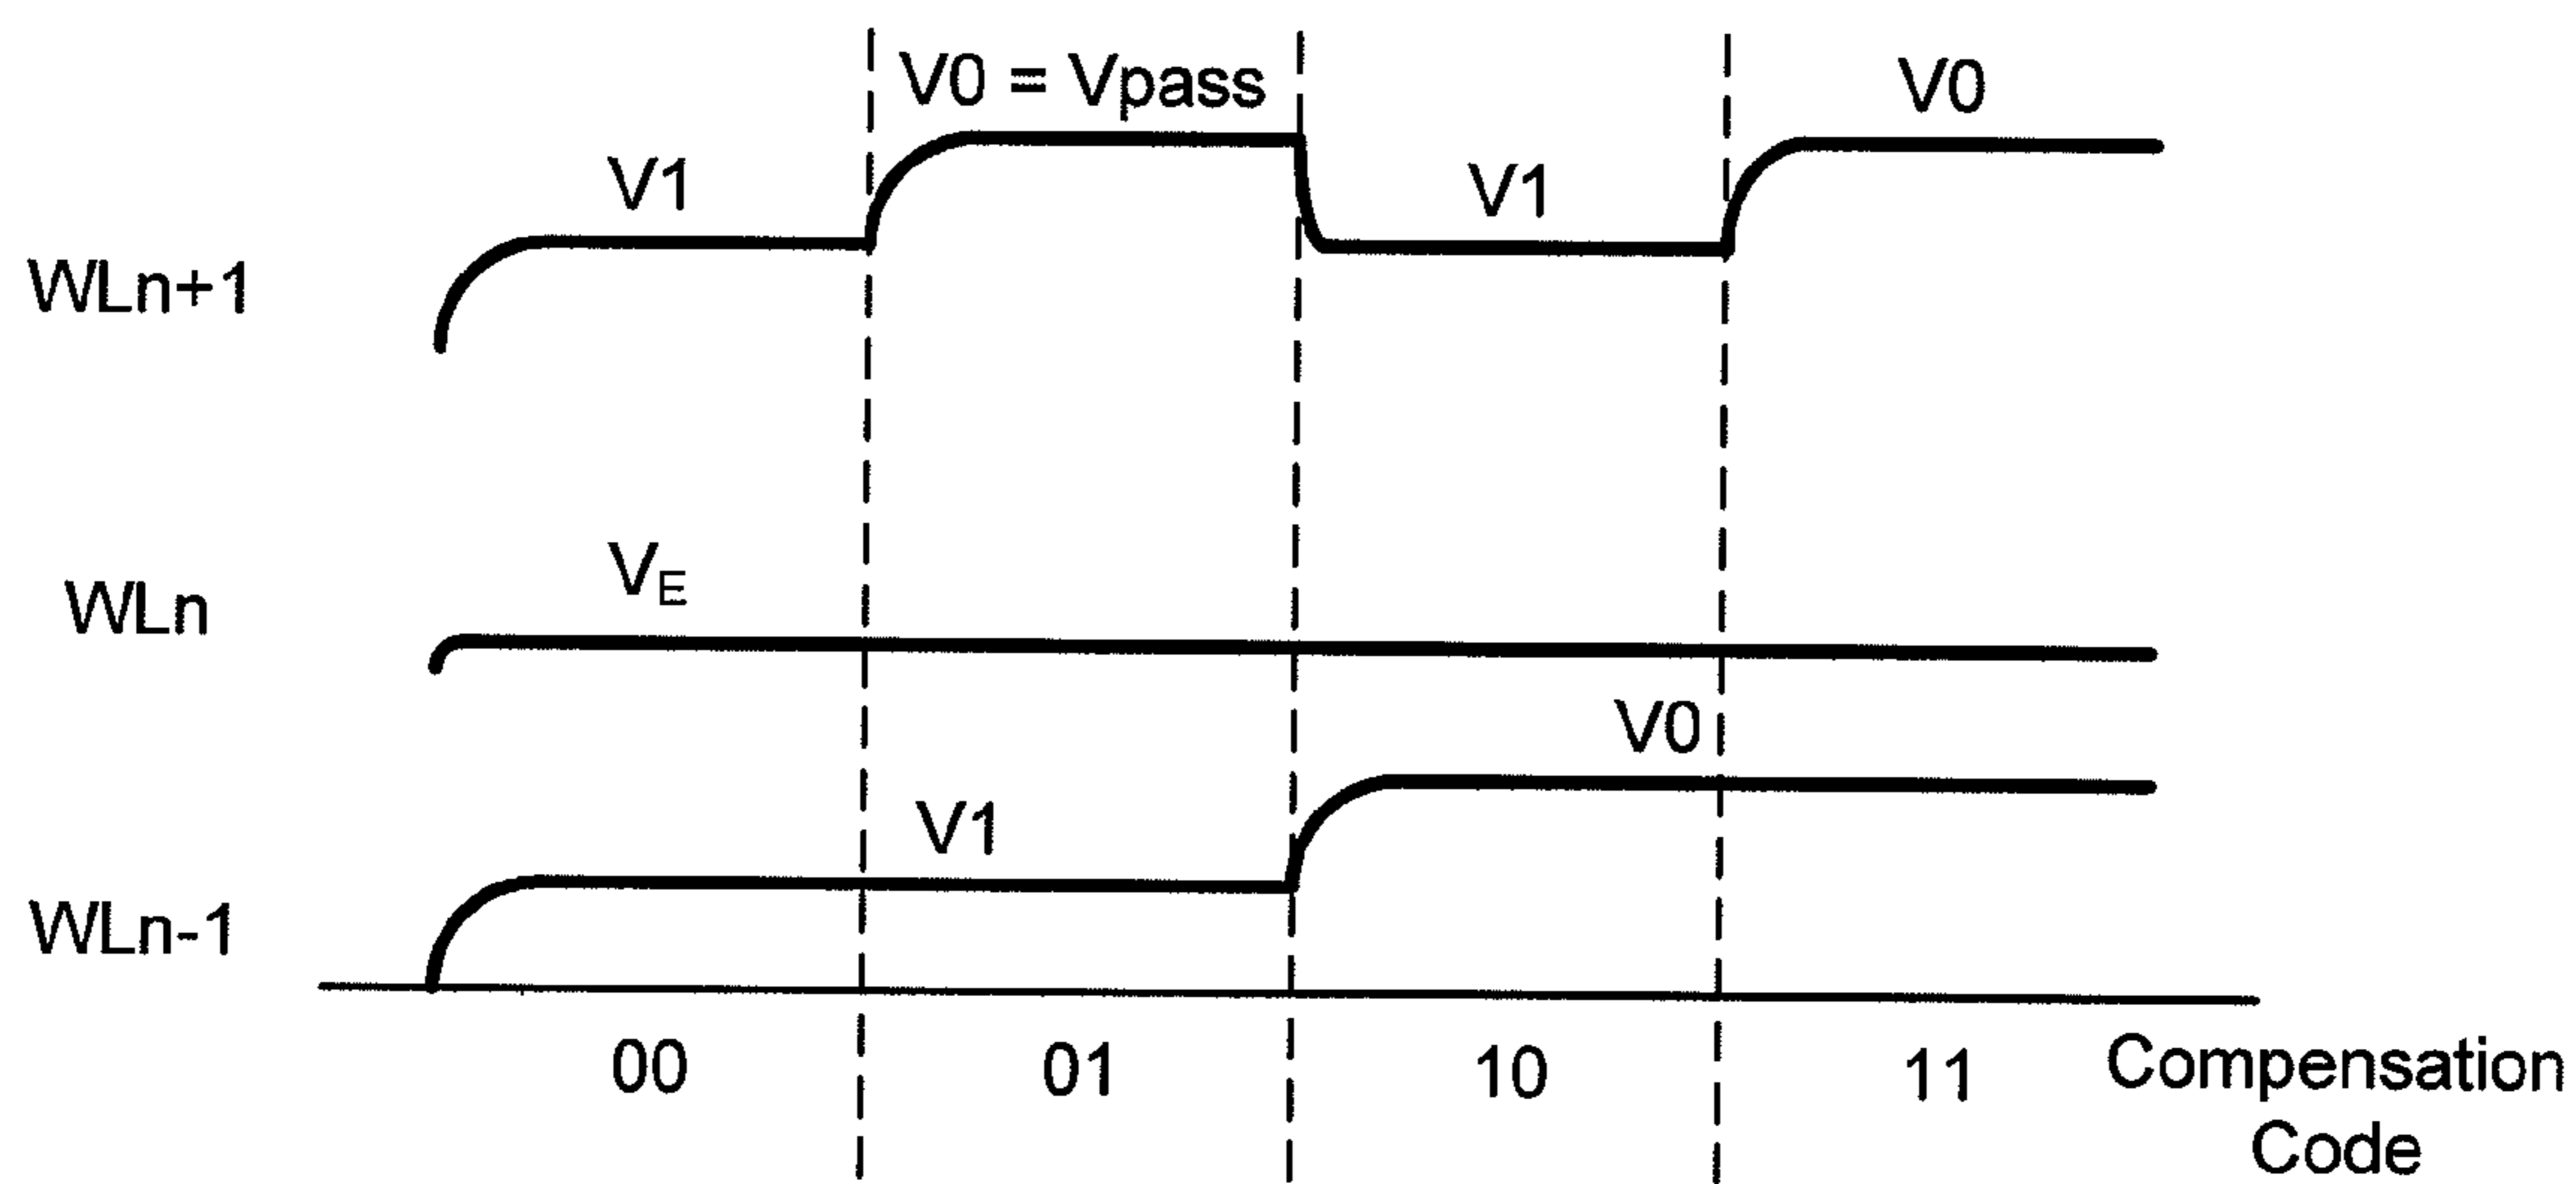 V0 = Vpass
V0
V1
V1
WLn+1
VE
WLn
V0
V1
WLn-1
00
01
10
11
Compensation
Code